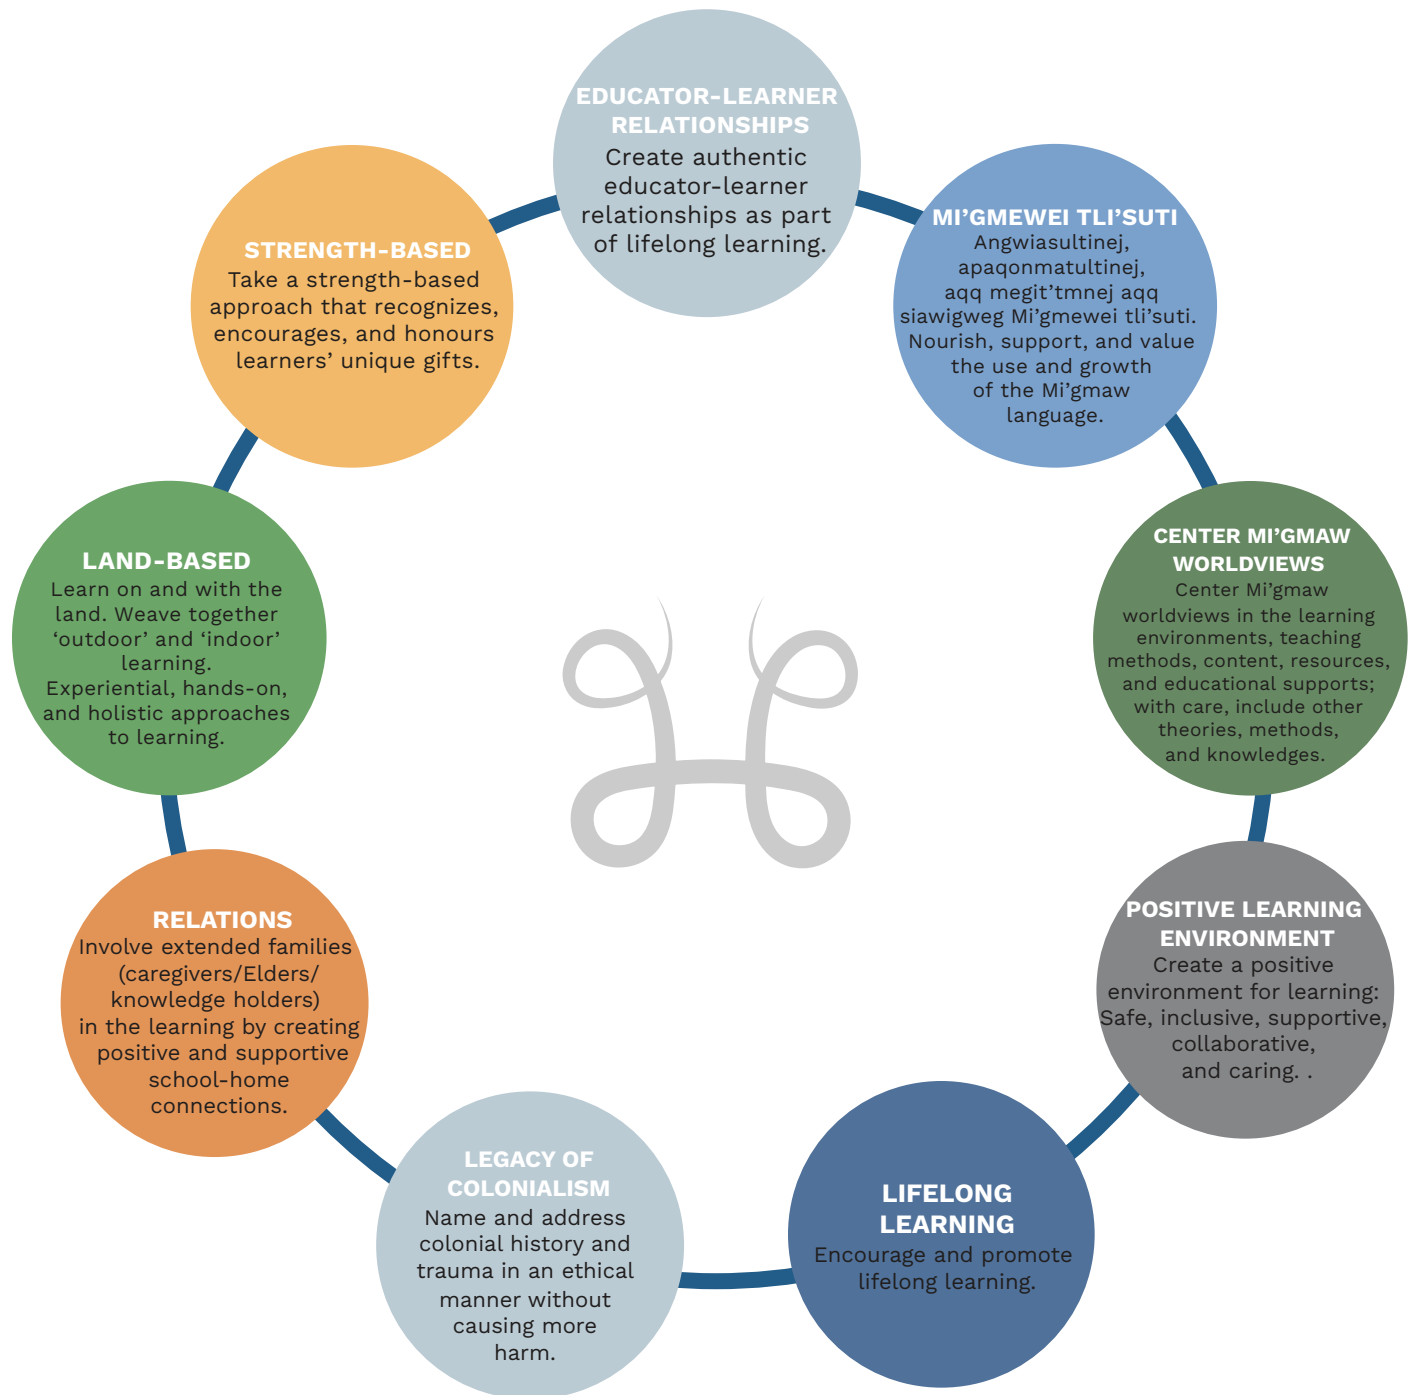 EDUCATOR-LEARNER
RELATIONSHIPS
Create authentic
educator-learner
relationships as part
of lifelong learning.
MI’GMEWEI TLI’SUTI
Angwiasultinej,
apaqonmatultinej,
aqq megit’tmnej aqq
siawigweg Mi’gmewei tli’suti.
Nourish, support, and value
the use and growth
of the Mi’gmaw
language.
CENTER MI’GMAW
WORLDVIEWS
Center Mi’gmaw
worldviews in the learning
environments, teaching
methods, content, resources,
and educational supports;
with care, include other
theories, methods,
and knowledges.
POSITIVE LEARNING
ENVIRONMENT
Create a positive
environment for learning:
Safe, inclusive, supportive,
collaborative,
and caring. .
LIFELONG
LEARNING
Encourage and promote
lifelong learning.
LEGACY OF
COLONIALISM
Name and address
colonial history and
trauma in an ethical
manner without
causing more
harm.
RELATIONS
Involve extended families
(caregivers/Elders/
knowledge holders)
in the learning by creating
positive and supportive
school-home
connections.
LAND-BASED
Learn on and with the
land. Weave together
‘outdoor’ and ‘indoor’
learning.
Experiential, hands-on,
and holistic approaches
to learning.
STRENGTH-BASED
Take a strength-based
approach that recognizes,
encourages, and honours
learners’ unique gifts.